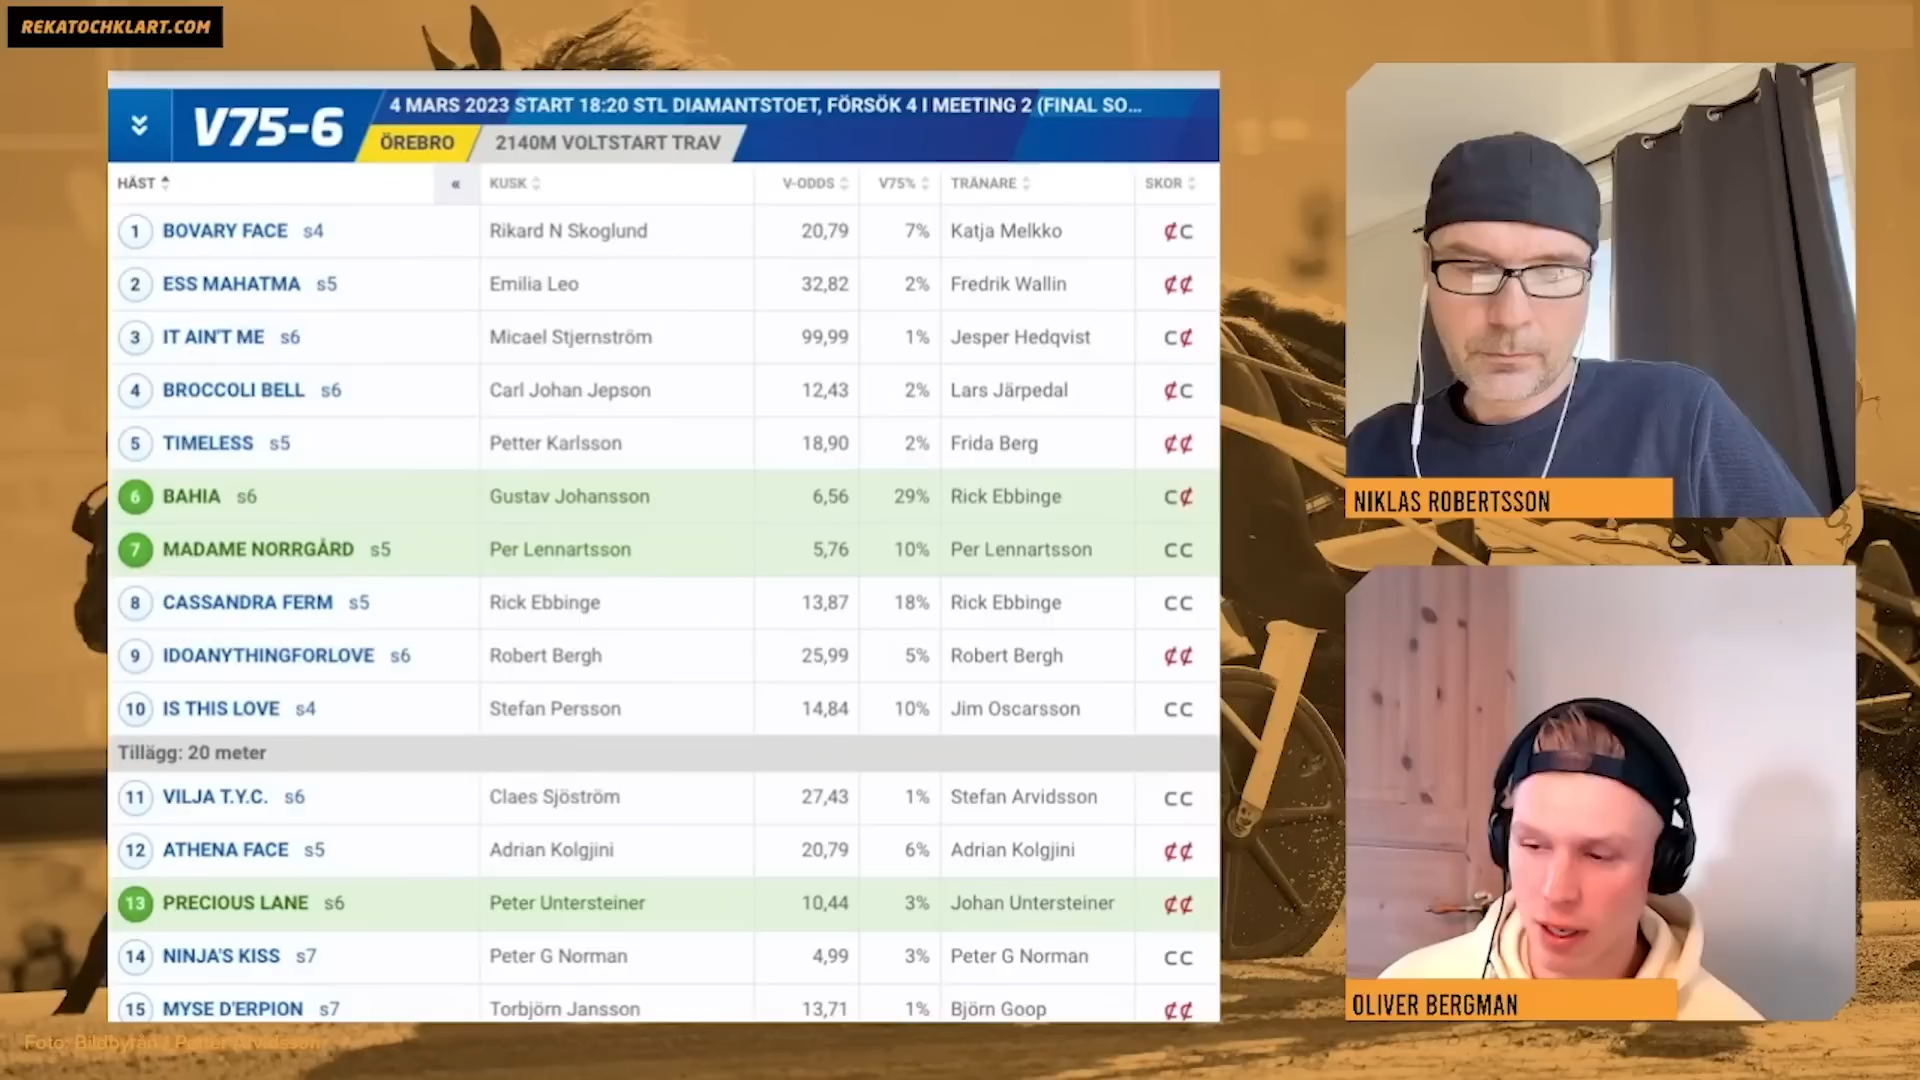 REKATOCHKLART.COM
V75-6
4 MARS 2023 START 18:20 STL DIAMANTSTOET, FÖRSÖK 4 I MEETING 2 (FINAL SO...
ÖREBRO 2140M VOLTSTART TRAV
HÄST « KUSK V-ODDS V75% TRÄNARE SKOR
1 BOVARY FACE s4 Rikard N Skoglund 20,79 7% Katja Melkko ¢C
2 ESS MAHATMA s5 Emilia Leo 32,82 2% Fredrik Wallin ¢¢
3 IT AIN'T ME s6 Micael Stjernström 99,99 1% Jesper Hedqvist C¢
4 BROCCOLI BELL s6 Carl Johan Jepson 12,43 2% Lars Järpedal ¢C
5 TIMELESS s5 Petter Karlsson 18,90 2% Frida Berg ¢¢
6 BAHIA s6 Gustav Johansson 6,56 29% Rick Ebbinge C¢
7 MADAME NORRGÅRD s5 Per Lennartsson 5,76 10% Per Lennartsson CC
8 CASSANDRA FERM s5 Rick Ebbinge 13,87 18% Rick Ebbinge CC
9 IDOANYTHINGFORLOVE s6 Robert Bergh 25,99 5% Robert Bergh ¢¢
10 IS THIS LOVE s4 Stefan Persson 14,84 10% Jim Oscarsson CC
Tillägg: 20 meter
11 VILJA T.Y.C. s6 Claes Sjöström 27,43 1% Stefan Arvidsson CC
12 ATHENA FACE s5 Adrian Kolgjini 20,79 6% Adrian Kolgjini ¢¢
13 PRECIOUS LANE s6 Peter Untersteiner 10,44 3% Johan Untersteiner ¢¢
14 NINJA'S KISS s7 Peter G Norman 4,99 3% Peter G Norman CC
15 MYSE D'ERPION s7 Torbjörn Jansson 13,71 1% Björn Goop ¢¢
NIKLAS ROBERTSSON
OLIVER BERGMAN
Foto: Bildbyrån / Petter Arvidsson